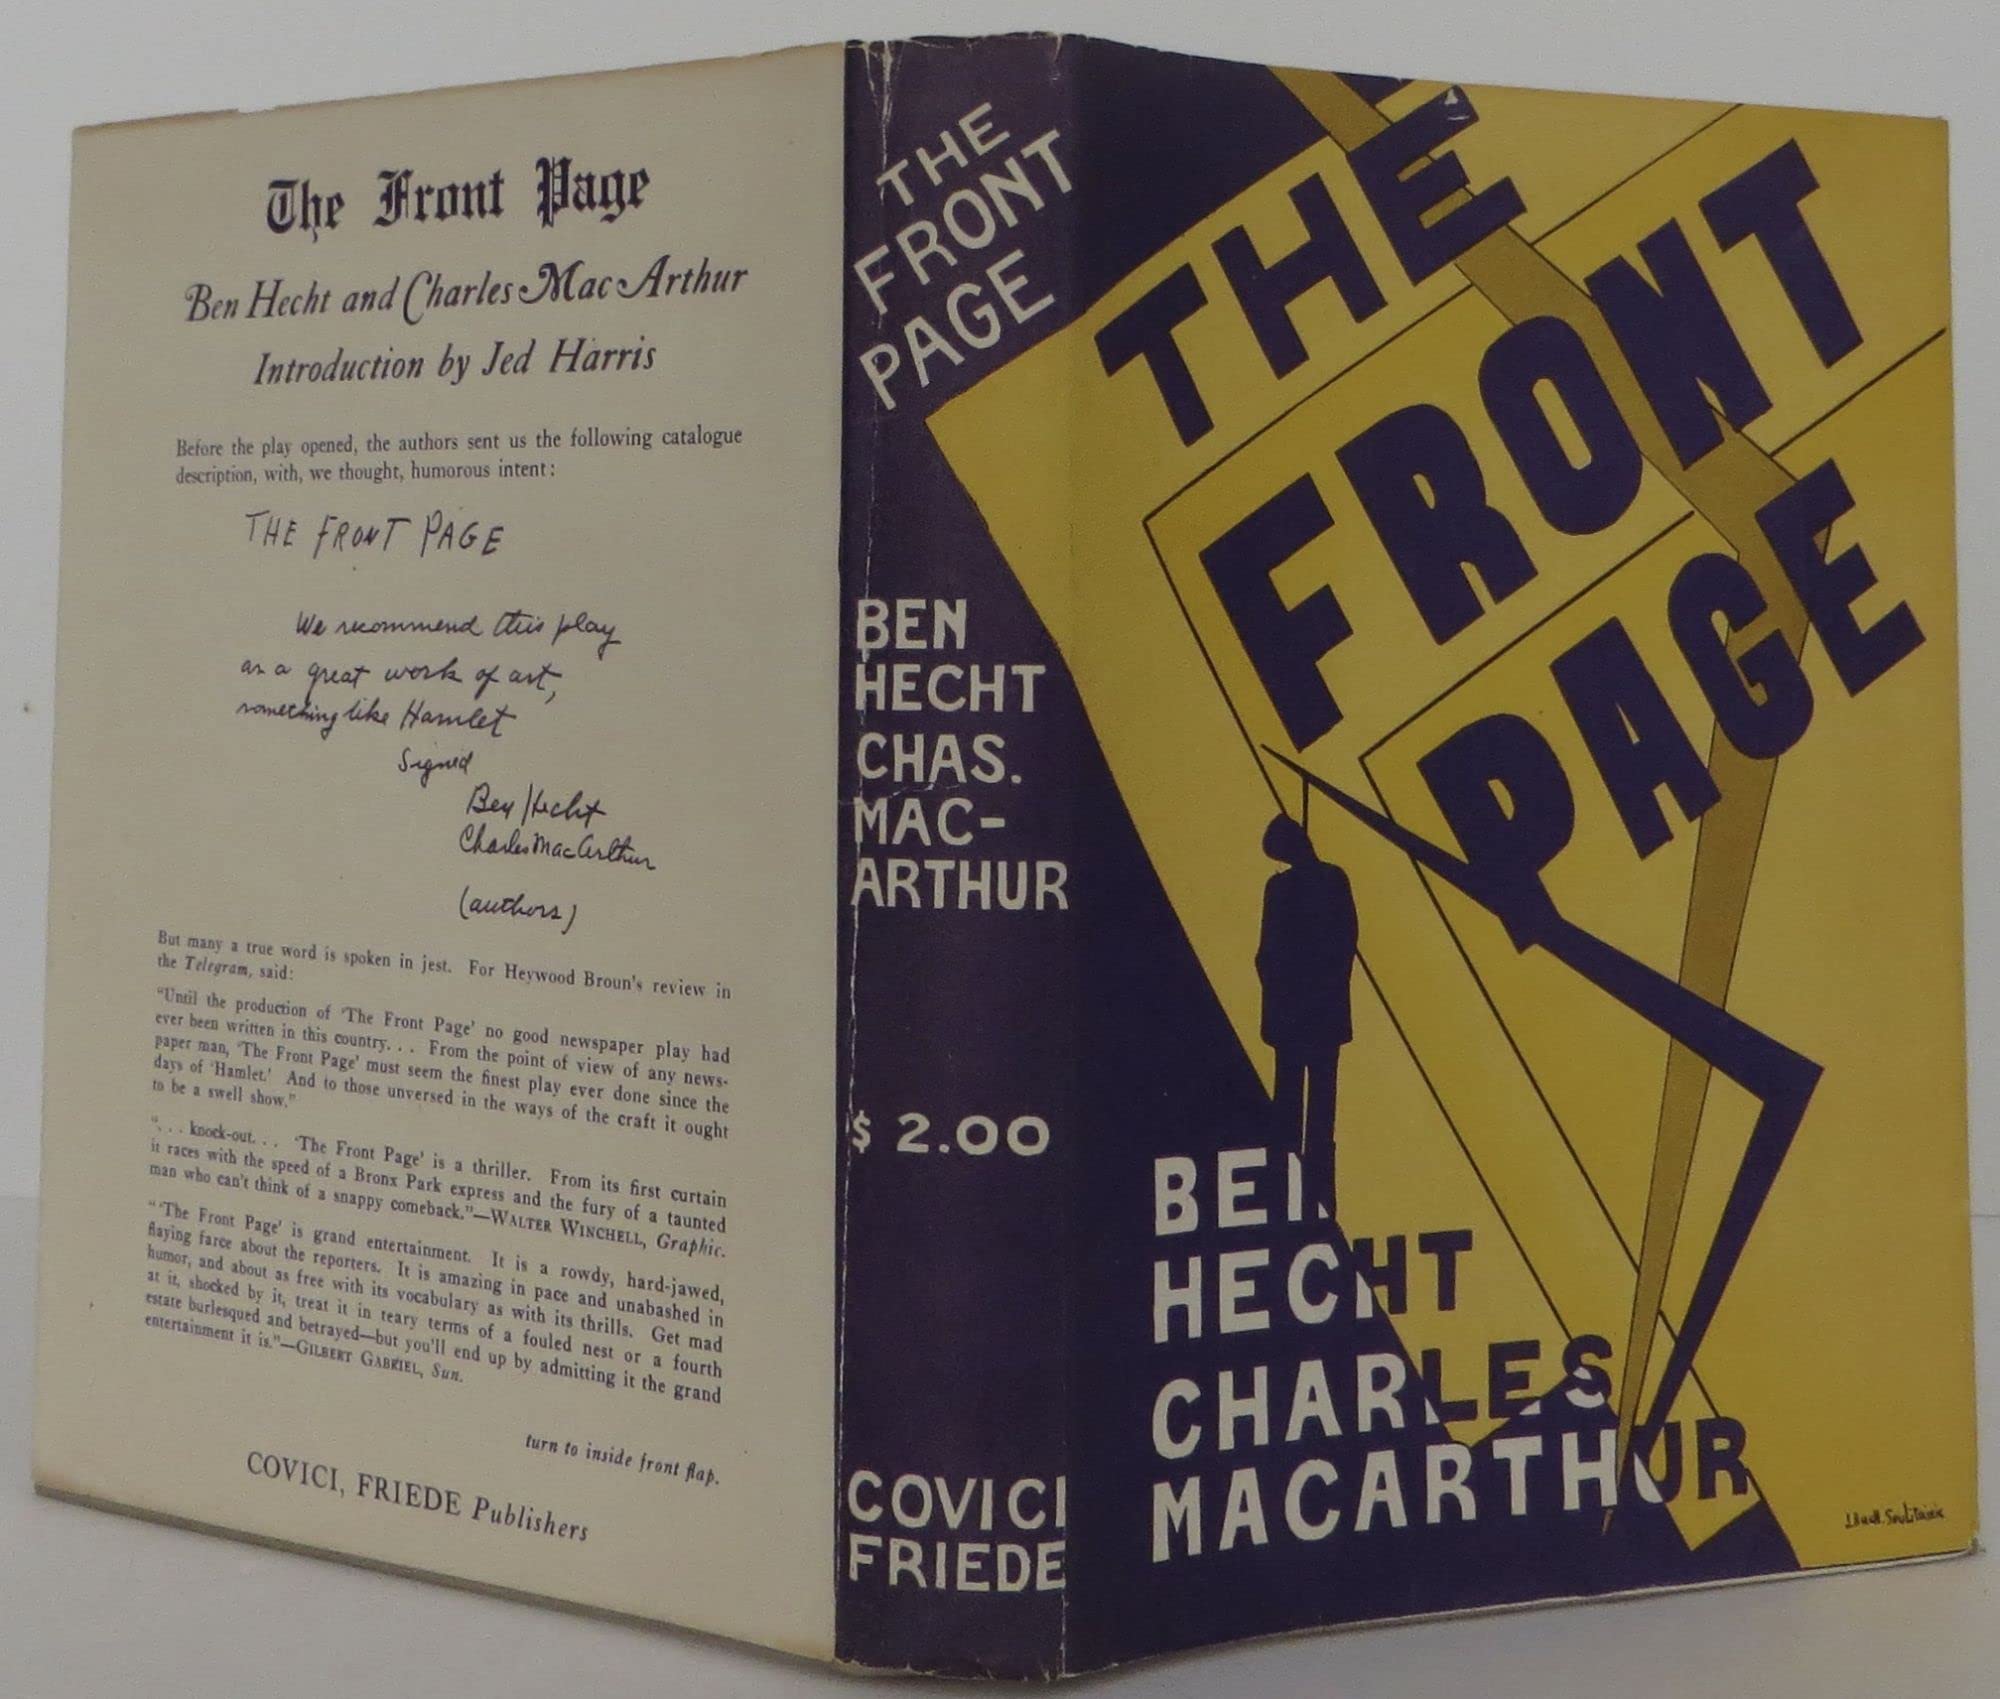 The Front Page
Ben Hecht and Charles MacArthur
Introduction by Jed Harris
Before the play opened, the authors sent us the following catalogue
description, with, we thought, humorous intent:
THE FRONT PAGE
We recommend this play
as a great work of art,
something like Hamlet
Signed
Ben Hecht
Charles MacArthur
(authors)
But many a true word is spoken in jest. For Heywood Broun's review in
the Telegram, said:
"Until the production of 'The Front Page' no good newspaper play had
ever been written in this country. . . From the point of view of any news-
paper man, 'The Front Page' must seem the finest play ever done since the
days of 'Hamlet.' And to those unversed in the ways of the craft it ought
to be a swell show."
". . . knock-out. . . 'The Front Page' is a thriller. From its first curtain
it races with the speed of a Bronx Park express and the fury of a taunted
man who can't think of a snappy comeback."—WALTER WINCHELL, Graphic.
"'The Front Page' is grand entertainment. It is a rowdy, hard-jawed,
flaying farce about the reporters. It is amazing in pace and unabashed in
humor, and about as free with its vocabulary as with its thrills. Get mad
at it, shocked by it, treat it in teary terms of a fouled nest or a fourth
estate burlesqued and betrayed—but you'll end up by admitting it the grand
entertainment it is."—GILBERT GABRIEL, Sun.
turn to inside front flap.
COVICI, FRIEDE Publishers
THE
FRONT
PAGE
BEN
HECHT
CHAS.
MAC-
ARTHUR
$ 2.00
COVICI
FRIEDE
THE
FRONT
PAGE
BEN
HECHT
CHARLES
MACARTHUR